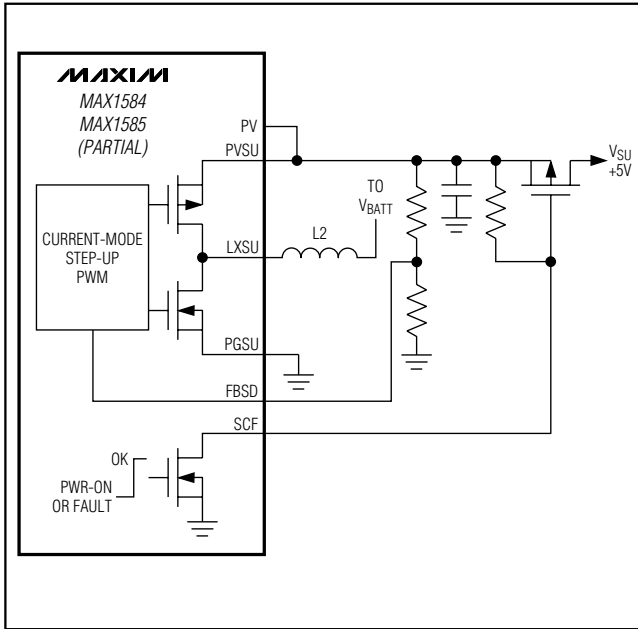 MAXIM
MAX1584
MAX1585
(PARTIAL)
PV
PVSU
VSU
+5V
TO
VBATT
CURRENT-MODE
STEP-UP
PWM
LXSU
L2
PGSU
FBSD
SCF
OK
PWR-ON
OR FAULT